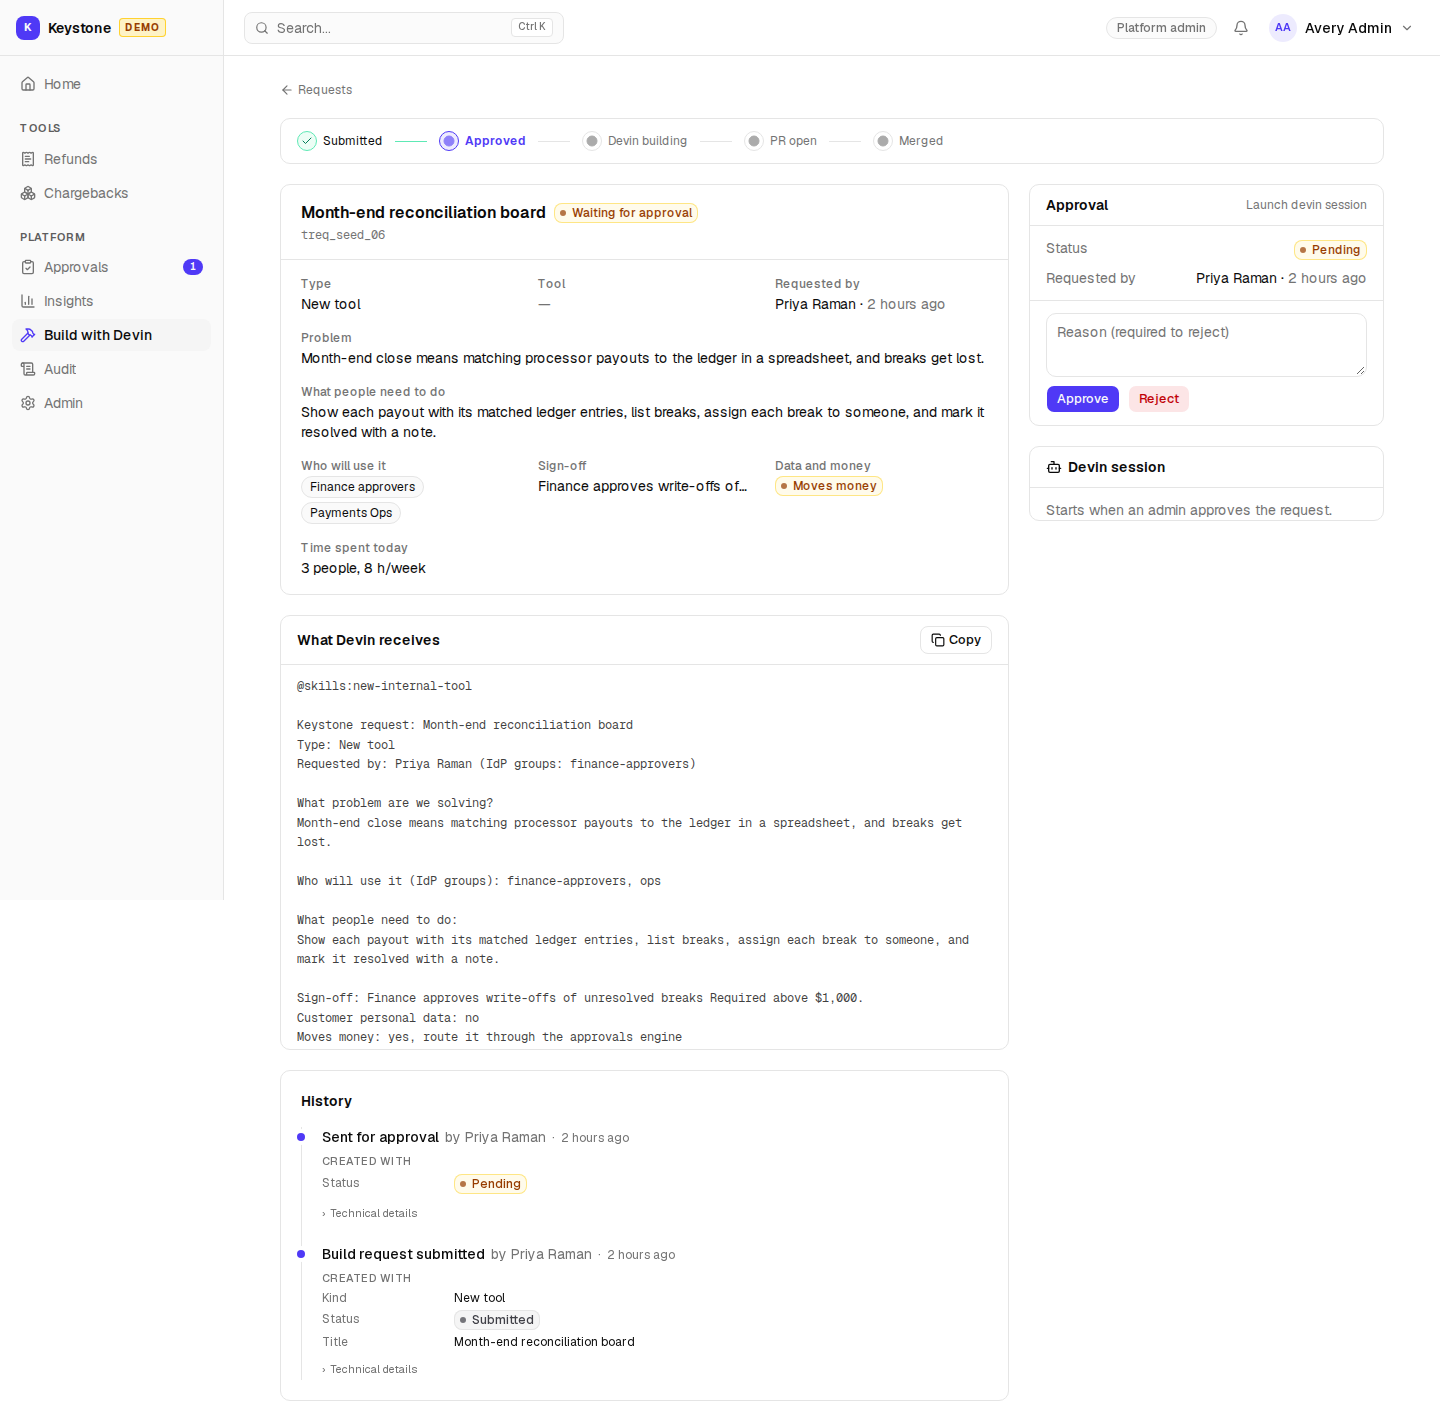 K Keystone DEMO
Search... Ctrl K
Platform admin
AA Avery Admin
Home
TOOLS
Refunds
Chargebacks
PLATFORM
Approvals 1
Insights
Build with Devin
Audit
Admin
Requests
Submitted Approved Devin building PR open Merged
Month-end reconciliation board Waiting for approval
treq_seed_06
Type Tool Requested by
New tool — Priya Raman · 2 hours ago
Problem
Month-end close means matching processor payouts to the ledger in a spreadsheet, and breaks get lost.
What people need to do
Show each payout with its matched ledger entries, list breaks, assign each break to someone, and mark it
resolved with a note.
Who will use it Sign-off Data and money
Finance approvers Finance approves write-offs of... Moves money
Payments Ops
Time spent today
3 people, 8 h/week
Approval Launch devin session
Status Pending
Requested by Priya Raman · 2 hours ago
Reason (required to reject)
Approve Reject
Devin session
Starts when an admin approves the request.
What Devin receives Copy
@skills:new-internal-tool
Keystone request: Month-end reconciliation board
Type: New tool
Requested by: Priya Raman (IdP groups: finance-approvers)
What problem are we solving?
Month-end close means matching processor payouts to the ledger in a spreadsheet, and breaks get
lost.
Who will use it (IdP groups): finance-approvers, ops
What people need to do:
Show each payout with its matched ledger entries, list breaks, assign each break to someone, and
mark it resolved with a note.
Sign-off: Finance approves write-offs of unresolved breaks Required above $1,000.
Customer personal data: no
Moves money: yes, route it through the approvals engine
History
Sent for approval by Priya Raman · 2 hours ago
CREATED WITH
Status Pending
› Technical details
Build request submitted by Priya Raman · 2 hours ago
CREATED WITH
Kind New tool
Status Submitted
Title Month-end reconciliation board
› Technical details